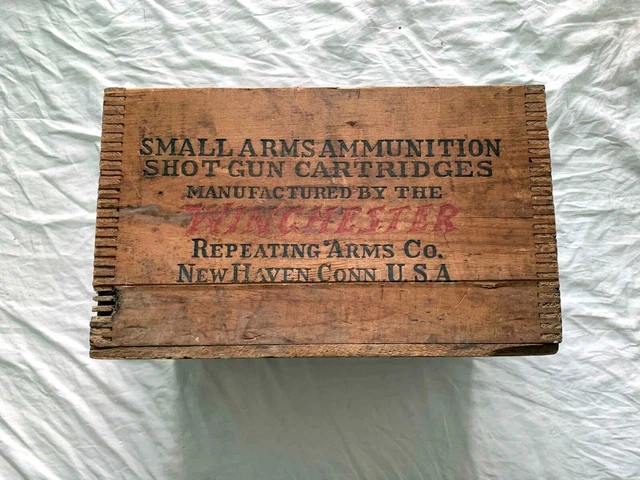 SMALL ARMS AMMUNITION
SHOT GUN CARTRIDGES
MANUFACTURED BY THE
WINCHESTER
REPEATING ARMS CO.
NEW HAVEN, CONN. U.S.A